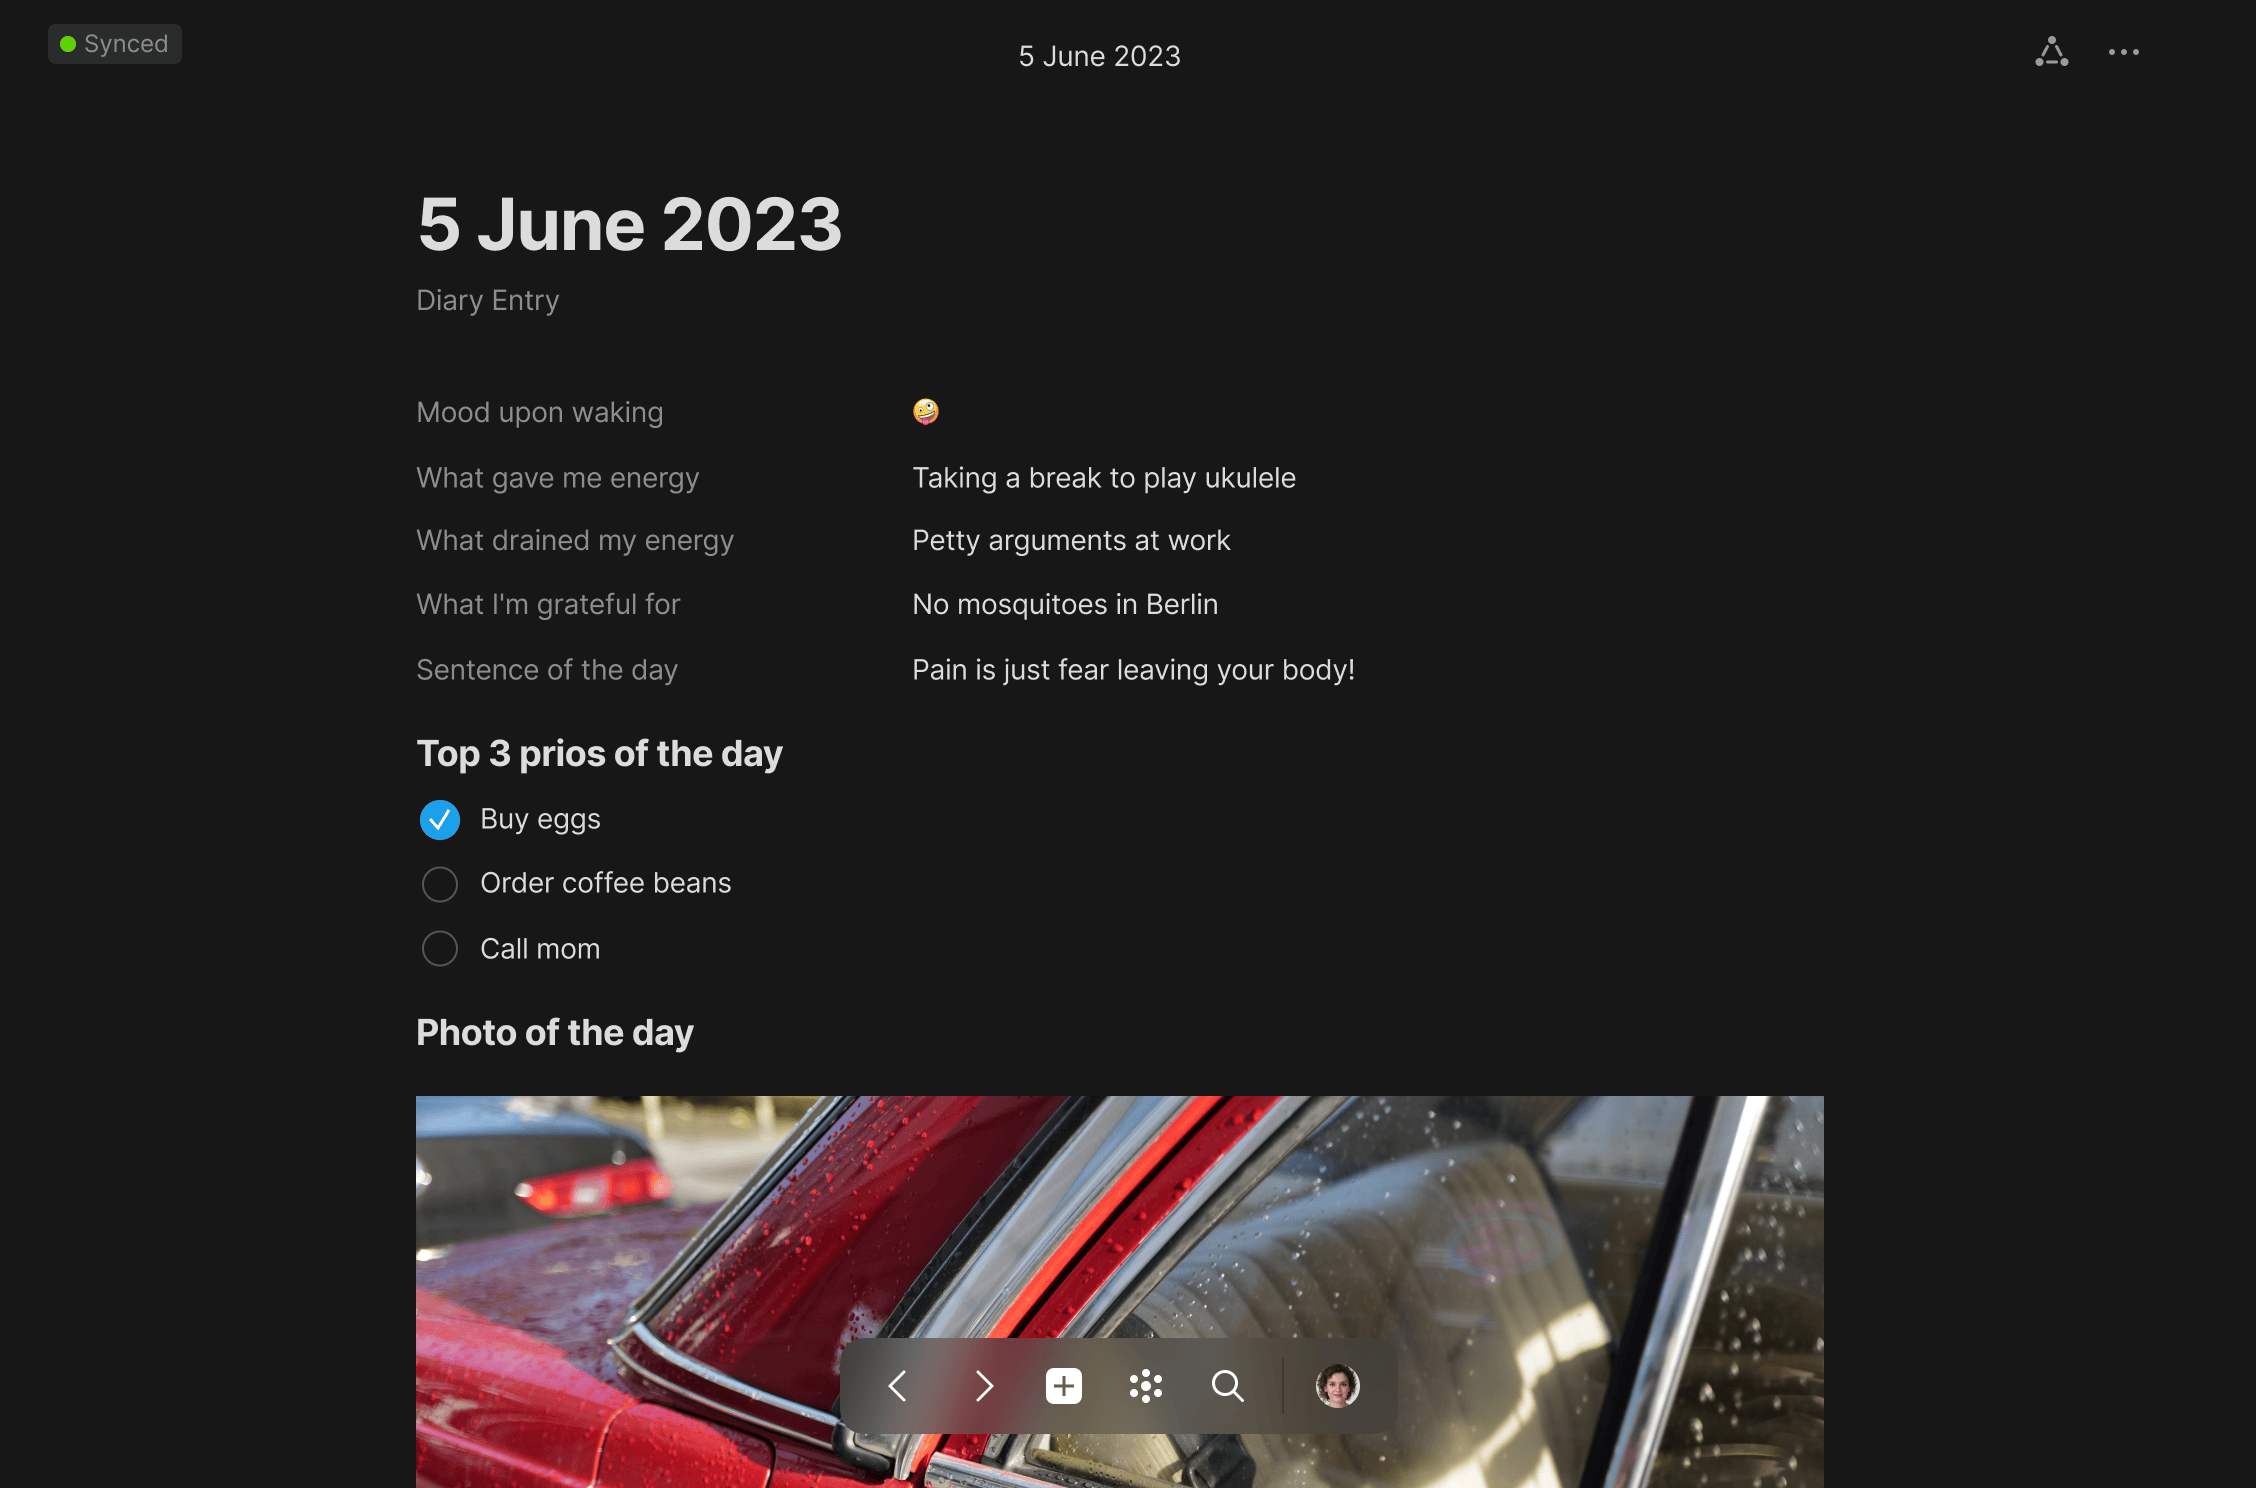 Synced
5 June 2023
5 June 2023
Diary Entry
Mood upon waking 🤪
What gave me energy Taking a break to play ukulele
What drained my energy Petty arguments at work
What I'm grateful for No mosquitoes in Berlin
Sentence of the day Pain is just fear leaving your body!
Top 3 prios of the day
Buy eggs
Order coffee beans
Call mom
Photo of the day